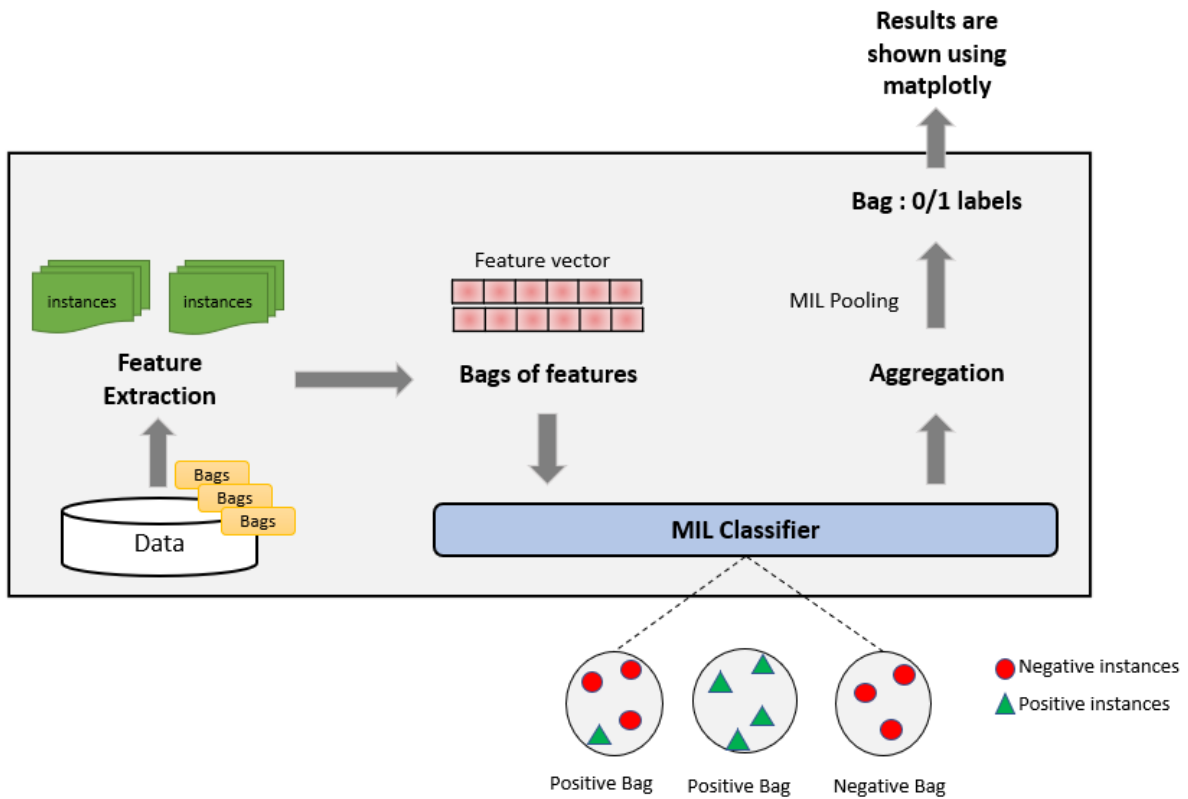 Results are
shown using
matplotly
Bag : 0/1 labels
MIL Pooling
Aggregation
Feature vector
Bags of features
instances
instances
Feature
Extraction
Bags
Bags
Bags
Data
MIL Classifier
Negative instances
Positive instances
Positive Bag
Positive Bag
Negative Bag